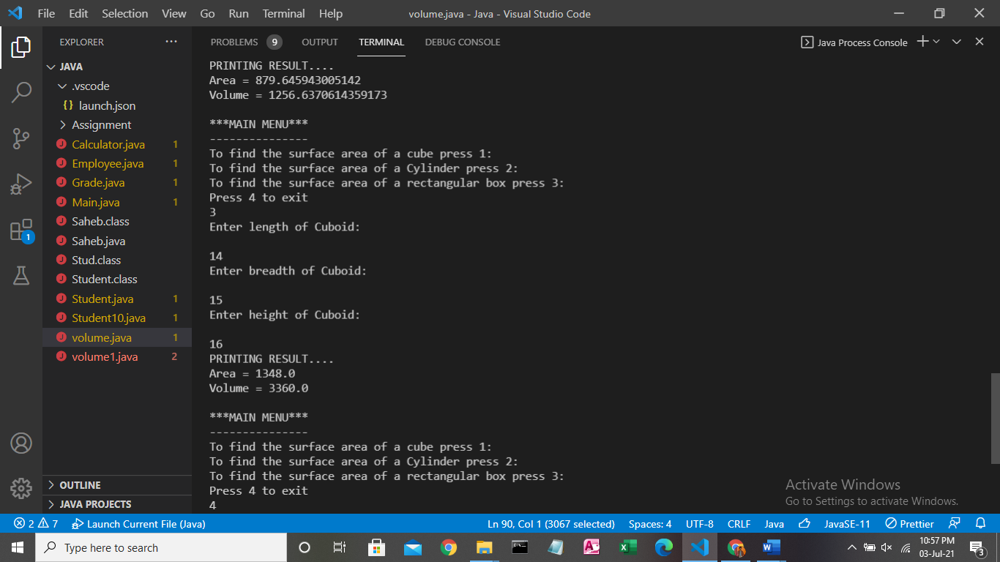 File Edit Selection View Go Run Terminal Help volume.java - Java - Visual Studio Code
EXPLORER ...
JAVA
.vscode
{} launch.json
Assignment
J Calculator.java 1
J Employee.java 1
J Grade.java 1
J Main.java 1
J Saheb.class
J Saheb.java
J Stud.class
J Student.class
J Student.java 1
J Student10.java 1
J volume.java 1
J volume1.java 2
OUTLINE
JAVA PROJECTS
1
PROBLEMS 9 OUTPUT TERMINAL DEBUG CONSOLE Java Process Console
PRINTING RESULT....
Area = 879.645943005142
Volume = 1256.6370614359173
***MAIN MENU***
---------------
To find the surface area of a cube press 1:
To find the surface area of a Cylinder press 2:
To find the surface area of a rectangular box press 3:
Press 4 to exit
3
Enter length of Cuboid:
14
Enter breadth of Cuboid:
15
Enter height of Cuboid:
16
PRINTING RESULT....
Area = 1348.0
Volume = 3360.0
***MAIN MENU***
---------------
To find the surface area of a cube press 1:
To find the surface area of a Cylinder press 2:
To find the surface area of a rectangular box press 3:
Press 4 to exit
4
Activate Windows
Go to Settings to activate Windows.
2 7 Launch Current File (Java) Ln 90, Col 1 (3067 selected) Spaces: 4 UTF-8 CRLF Java JavaSE-11 Prettier
Type here to search
10:57 PM
03-Jul-21
3